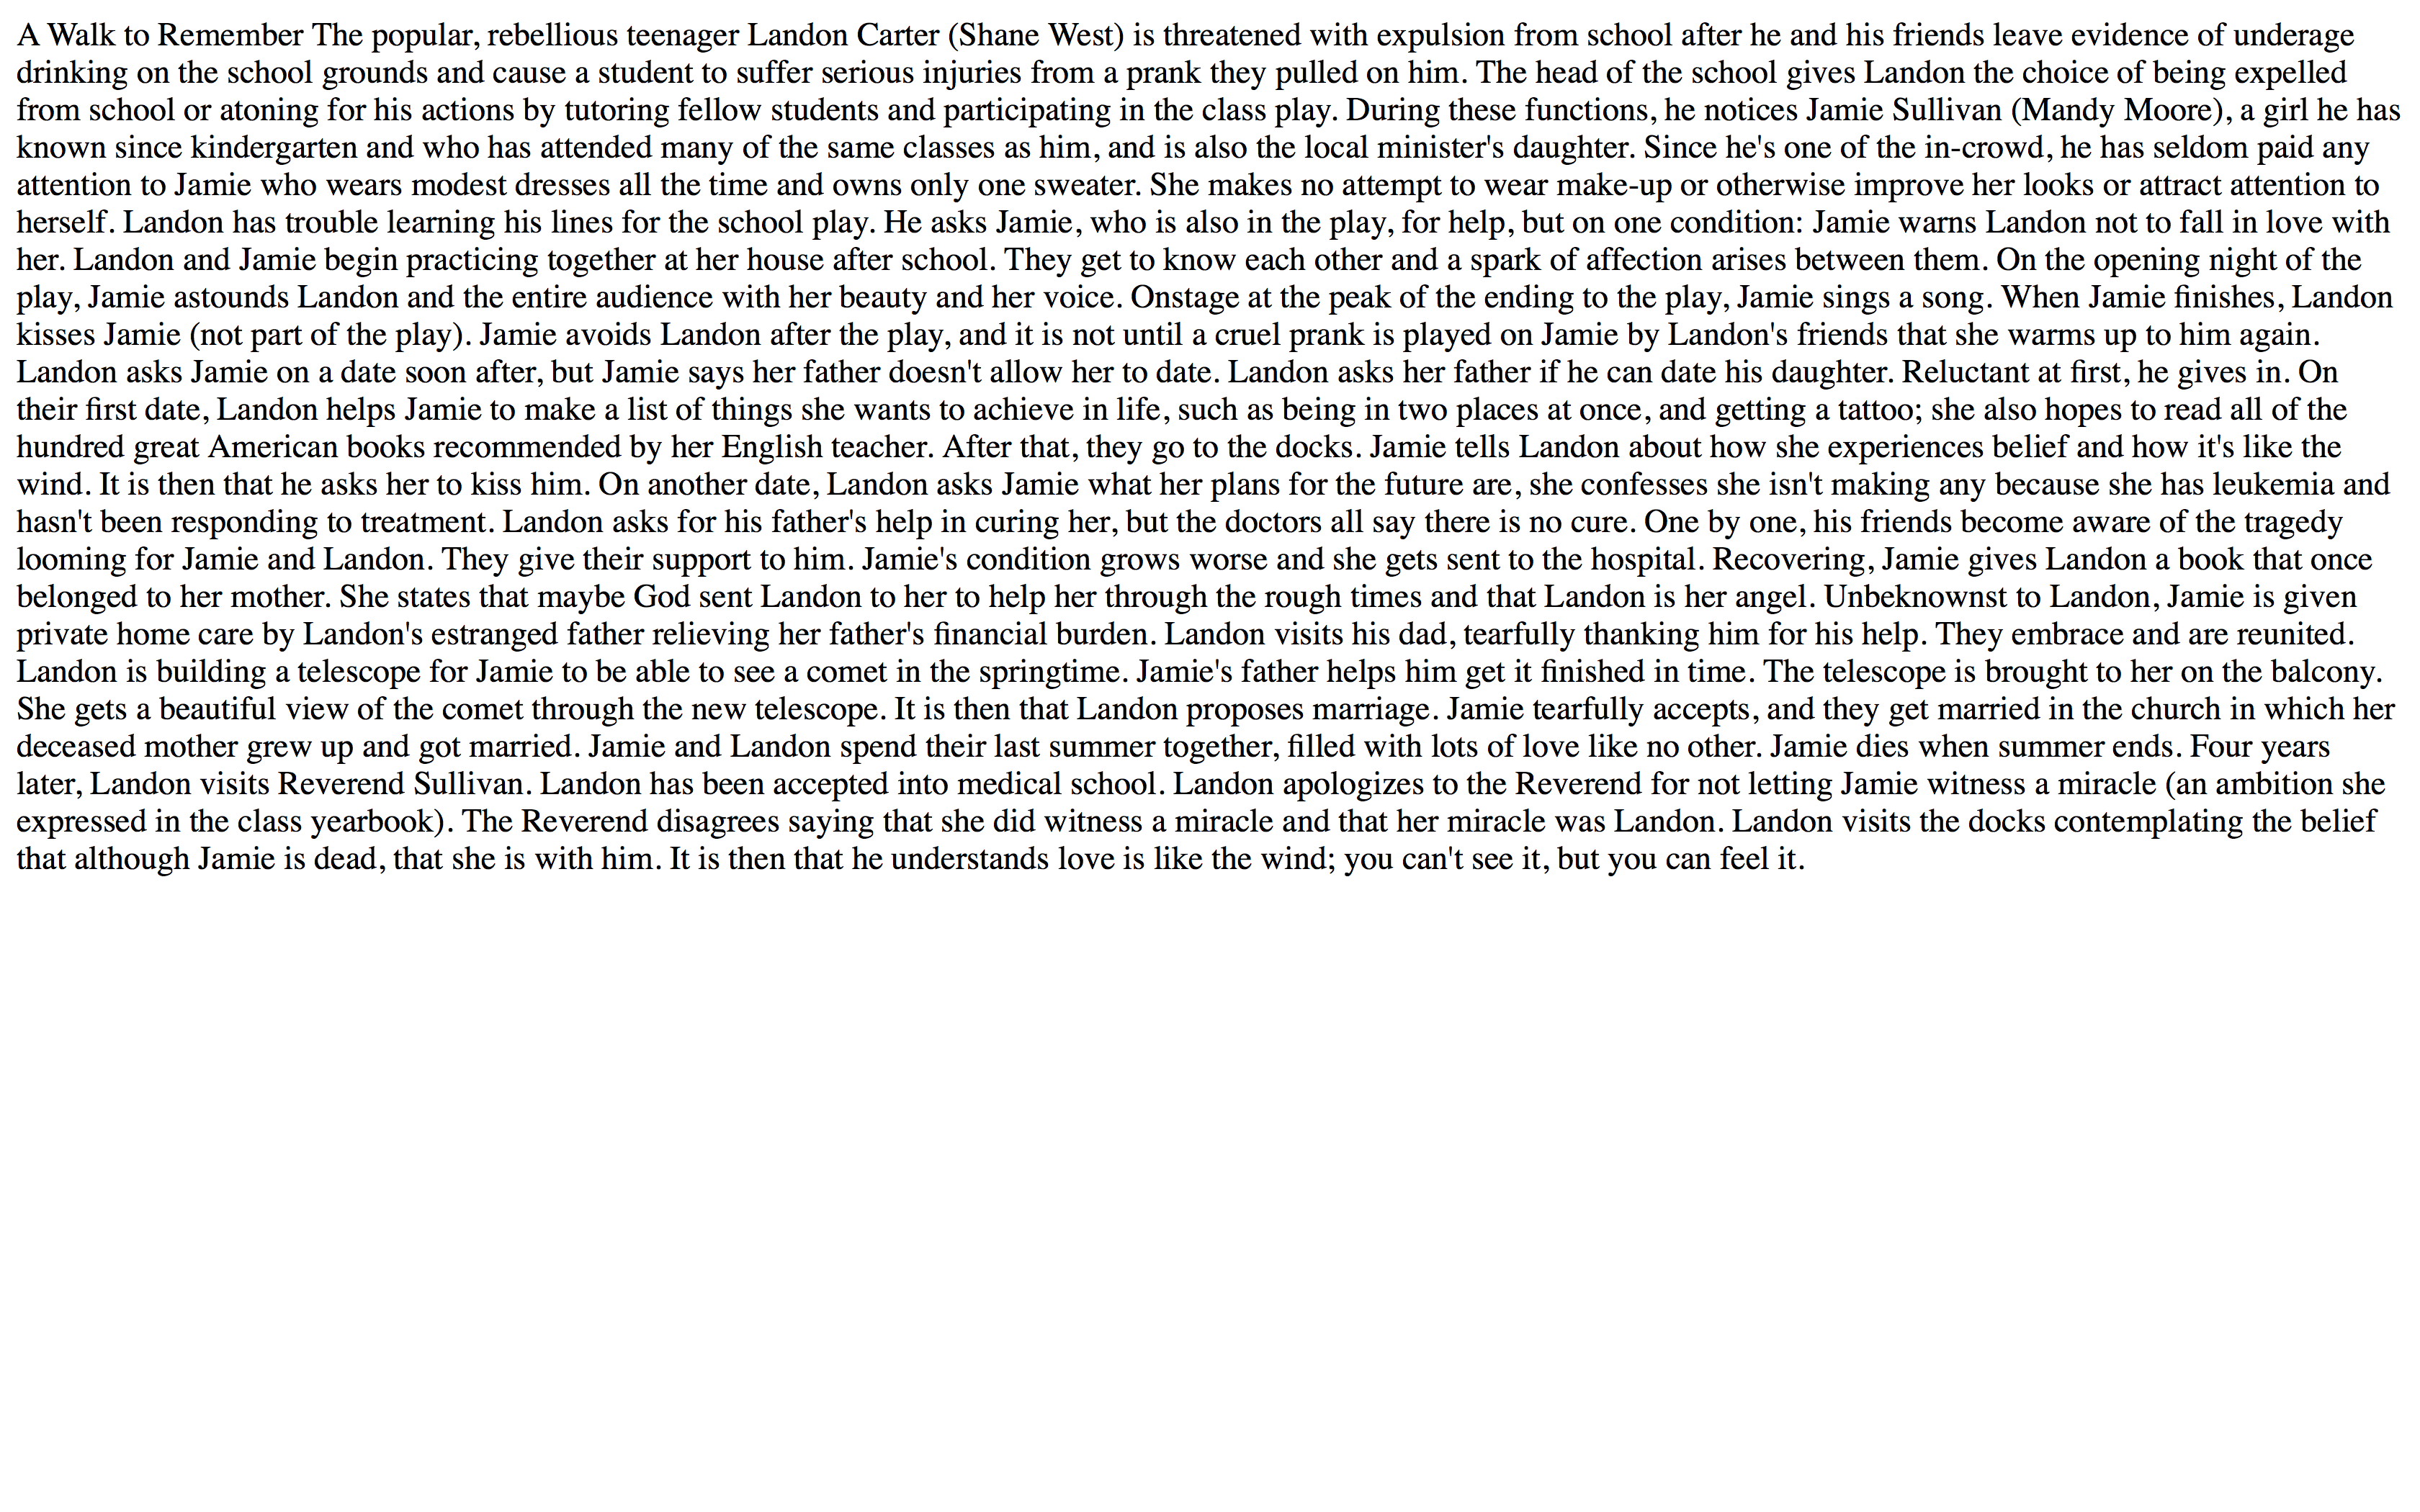 A Walk to Remember The popular, rebellious teenager Landon Carter (Shane West) is threatened with expulsion from school after he and his friends leave evidence of underage
drinking on the school grounds and cause a student to suffer serious injuries from a prank they pulled on him. The head of the school gives Landon the choice of being expelled
from school or atoning for his actions by tutoring fellow students and participating in the class play. During these functions, he notices Jamie Sullivan (Mandy Moore), a girl he has
known since kindergarten and who has attended many of the same classes as him, and is also the local minister's daughter. Since he's one of the in-crowd, he has seldom paid any
attention to Jamie who wears modest dresses all the time and owns only one sweater. She makes no attempt to wear make-up or otherwise improve her looks or attract attention to
herself. Landon has trouble learning his lines for the school play. He asks Jamie, who is also in the play, for help, but on one condition: Jamie warns Landon not to fall in love with
her. Landon and Jamie begin practicing together at her house after school. They get to know each other and a spark of affection arises between them. On the opening night of the
play, Jamie astounds Landon and the entire audience with her beauty and her voice. Onstage at the peak of the ending to the play, Jamie sings a song. When Jamie finishes, Landon
kisses Jamie (not part of the play). Jamie avoids Landon after the play, and it is not until a cruel prank is played on Jamie by Landon's friends that she warms up to him again.
Landon asks Jamie on a date soon after, but Jamie says her father doesn't allow her to date. Landon asks her father if he can date his daughter. Reluctant at first, he gives in. On
their first date, Landon helps Jamie to make a list of things she wants to achieve in life, such as being in two places at once, and getting a tattoo; she also hopes to read all of the
hundred great American books recommended by her English teacher. After that, they go to the docks. Jamie tells Landon about how she experiences belief and how it's like the
wind. It is then that he asks her to kiss him. On another date, Landon asks Jamie what her plans for the future are, she confesses she isn't making any because she has leukemia and
hasn't been responding to treatment. Landon asks for his father's help in curing her, but the doctors all say there is no cure. One by one, his friends become aware of the tragedy
looming for Jamie and Landon. They give their support to him. Jamie's condition grows worse and she gets sent to the hospital. Recovering, Jamie gives Landon a book that once
belonged to her mother. She states that maybe God sent Landon to her to help her through the rough times and that Landon is her angel. Unbeknownst to Landon, Jamie is given
private home care by Landon's estranged father relieving her father's financial burden. Landon visits his dad, tearfully thanking him for his help. They embrace and are reunited.
Landon is building a telescope for Jamie to be able to see a comet in the springtime. Jamie's father helps him get it finished in time. The telescope is brought to her on the balcony.
She gets a beautiful view of the comet through the new telescope. It is then that Landon proposes marriage. Jamie tearfully accepts, and they get married in the church in which her
deceased mother grew up and got married. Jamie and Landon spend their last summer together, filled with lots of love like no other. Jamie dies when summer ends. Four years
later, Landon visits Reverend Sullivan. Landon has been accepted into medical school. Landon apologizes to the Reverend for not letting Jamie witness a miracle (an ambition she
expressed in the class yearbook). The Reverend disagrees saying that she did witness a miracle and that her miracle was Landon. Landon visits the docks contemplating the belief
that although Jamie is dead, that she is with him. It is then that he understands love is like the wind; you can't see it, but you can feel it.